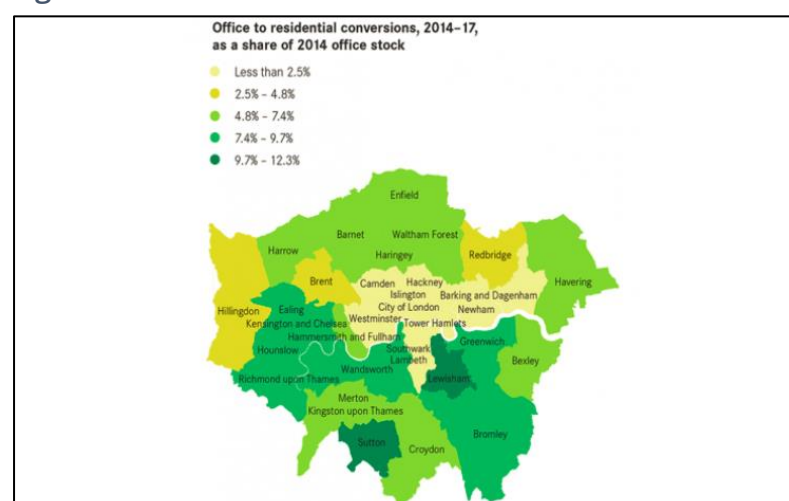 Office to residential conversions, 2014–17,
as a share of 2014 office stock
Less than 2.5%
2.5% – 4.8%
4.8% – 7.4%
7.4% – 9.7%
9.7% – 12.3%
Enfield
Barnet
Waltham Forest
Harrow
Haringey
Redbridge
Havering
Brent
Camden
Hackney
Islington
Barking and Dagenham
Hillingdon
Ealing
City of London
Newham
Westminster
Tower Hamlets
Kensington and Chelsea
Hammersmith and Fullham
Greenwich
Hounslow
Southwark
Lambeth
Bexley
Wandsworth
Richmond upon Thames
Lewisham
Merton
Kingston upon Thames
Bromley
Sutton
Croydon